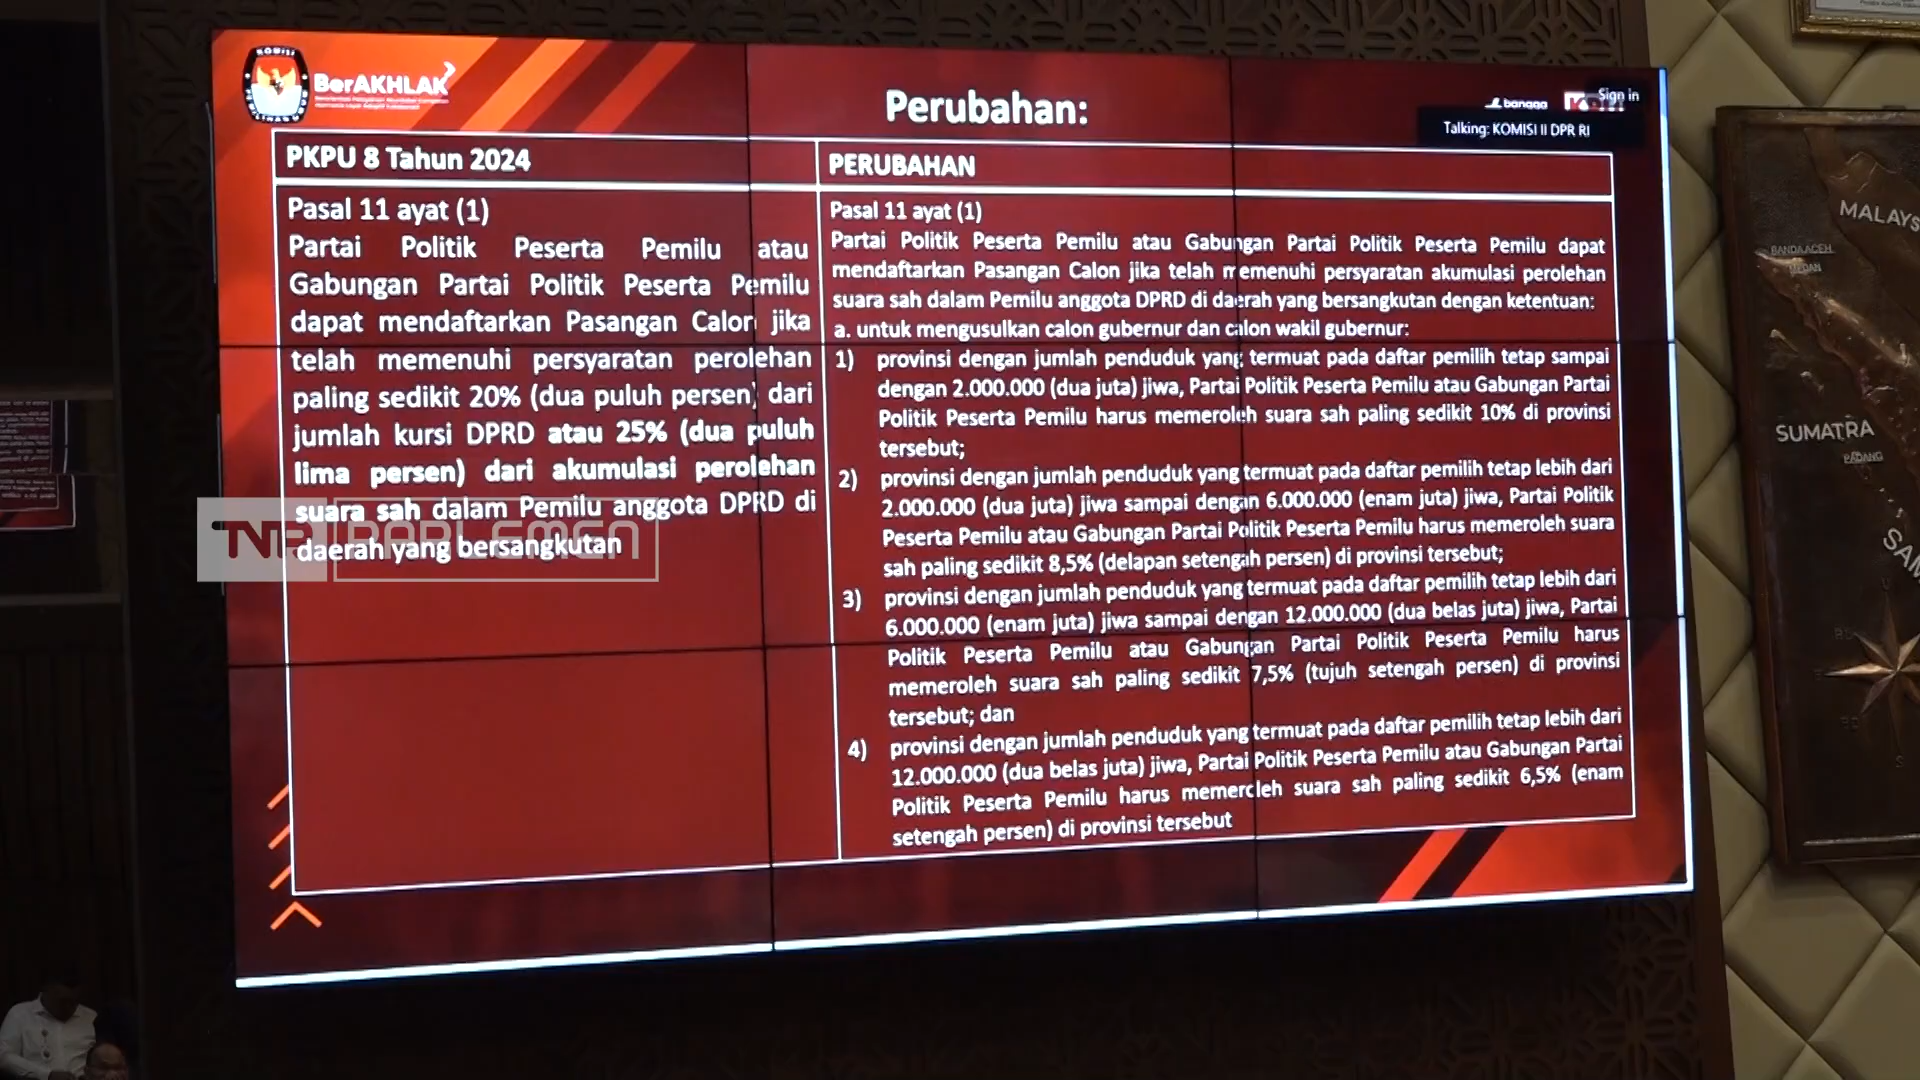 KOMISI
BerAKHLAK
Perubahan:
bangga
Sign in
Talking: KOMISI II DPR RI
PKPU 8 Tahun 2024
Pasal 11 ayat (1)
Partai Politik Peserta Pemilu atau
Gabungan Partai Politik Peserta Pemilu
dapat mendaftarkan Pasangan Calon jika
telah memenuhi persyaratan perolehan
paling sedikit 20% (dua puluh persen) dari
jumlah kursi DPRD atau 25% (dua puluh
lima persen) dari akumulasi perolehan
suara sah dalam Pemilu anggota DPRD di
daerah yang bersangkutan
PERUBAHAN
Pasal 11 ayat (1)
Partai Politik Peserta Pemilu atau Gabungan Partai Politik Peserta Pemilu dapat
mendaftarkan Pasangan Calon jika telah memenuhi persyaratan akumulasi perolehan
suara sah dalam Pemilu anggota DPRD di daerah yang bersangkutan dengan ketentuan:
a. untuk mengusulkan calon gubernur dan calon wakil gubernur:
1) provinsi dengan jumlah penduduk yang termuat pada daftar pemilih tetap sampai
dengan 2.000.000 (dua juta) jiwa, Partai Politik Peserta Pemilu atau Gabungan Partai
Politik Peserta Pemilu harus memeroleh suara sah paling sedikit 10% di provinsi
tersebut;
2) provinsi dengan jumlah penduduk yang termuat pada daftar pemilih tetap lebih dari
2.000.000 (dua juta) jiwa sampai dengan 6.000.000 (enam juta) jiwa, Partai Politik
Peserta Pemilu atau Gabungan Partai Politik Peserta Pemilu harus memeroleh suara
sah paling sedikit 8,5% (delapan setengah persen) di provinsi tersebut;
3) provinsi dengan jumlah penduduk yang termuat pada daftar pemilih tetap lebih dari
6.000.000 (enam juta) jiwa sampai dengan 12.000.000 (dua belas juta) jiwa, Partai
Politik Peserta Pemilu atau Gabungan Partai Politik Peserta Pemilu harus
memeroleh suara sah paling sedikit 7,5% (tujuh setengah persen) di provinsi
tersebut; dan
4) provinsi dengan jumlah penduduk yang termuat pada daftar pemilih tetap lebih dari
12.000.000 (dua belas juta) jiwa, Partai Politik Peserta Pemilu atau Gabungan Partai
Politik Peserta Pemilu harus memeroleh suara sah paling sedikit 6,5% (enam
setengah persen) di provinsi tersebut
PARLEMEN
MALAYS
BANDA ACEH
MEDAN
SUMATRA
PADANG
SAM